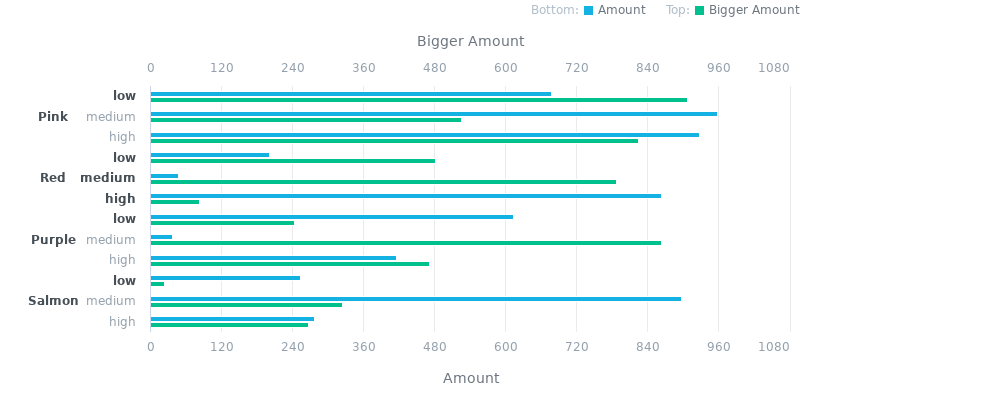 Bottom: Amount Top: Bigger Amount
Bigger Amount
0 120 240 360 480 600 720 840 960 1080
low
Pink medium
high
low
Red medium
high
low
Purple medium
high
low
Salmon medium
high
0 120 240 360 480 600 720 840 960 1080
Amount